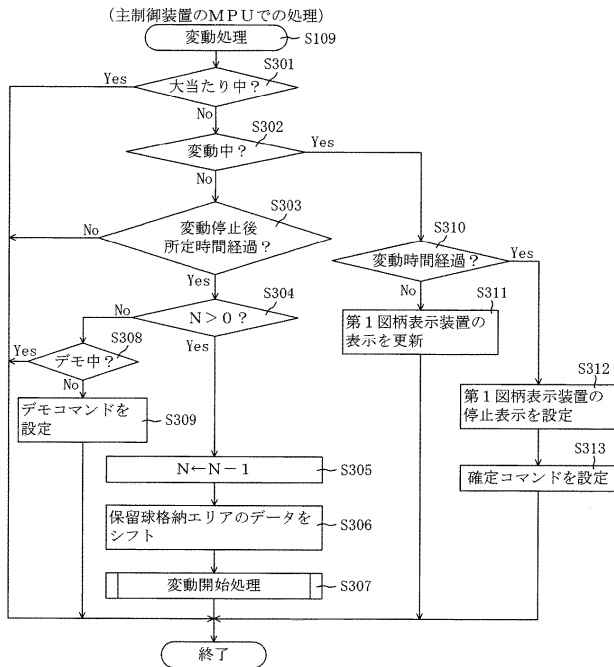 (主制御装置のMPUでの処理)
変動処理
S109
S301
大当たり中?
Yes
No
S302
変動中?
Yes
No
S303
変動停止後
所定時間経過?
No
Yes
S310
変動時間経過?
Yes
No
S304
N>0?
No
Yes
S308
デモ中?
Yes
No
S309
デモコマンドを
設定
S311
第1図柄表示装置の
表示を更新
S312
第1図柄表示装置の
停止表示を設定
S313
確定コマンドを設定
S305
N←N-1
S306
保留球格納エリアのデータを
シフト
S307
変動開始処理
終了